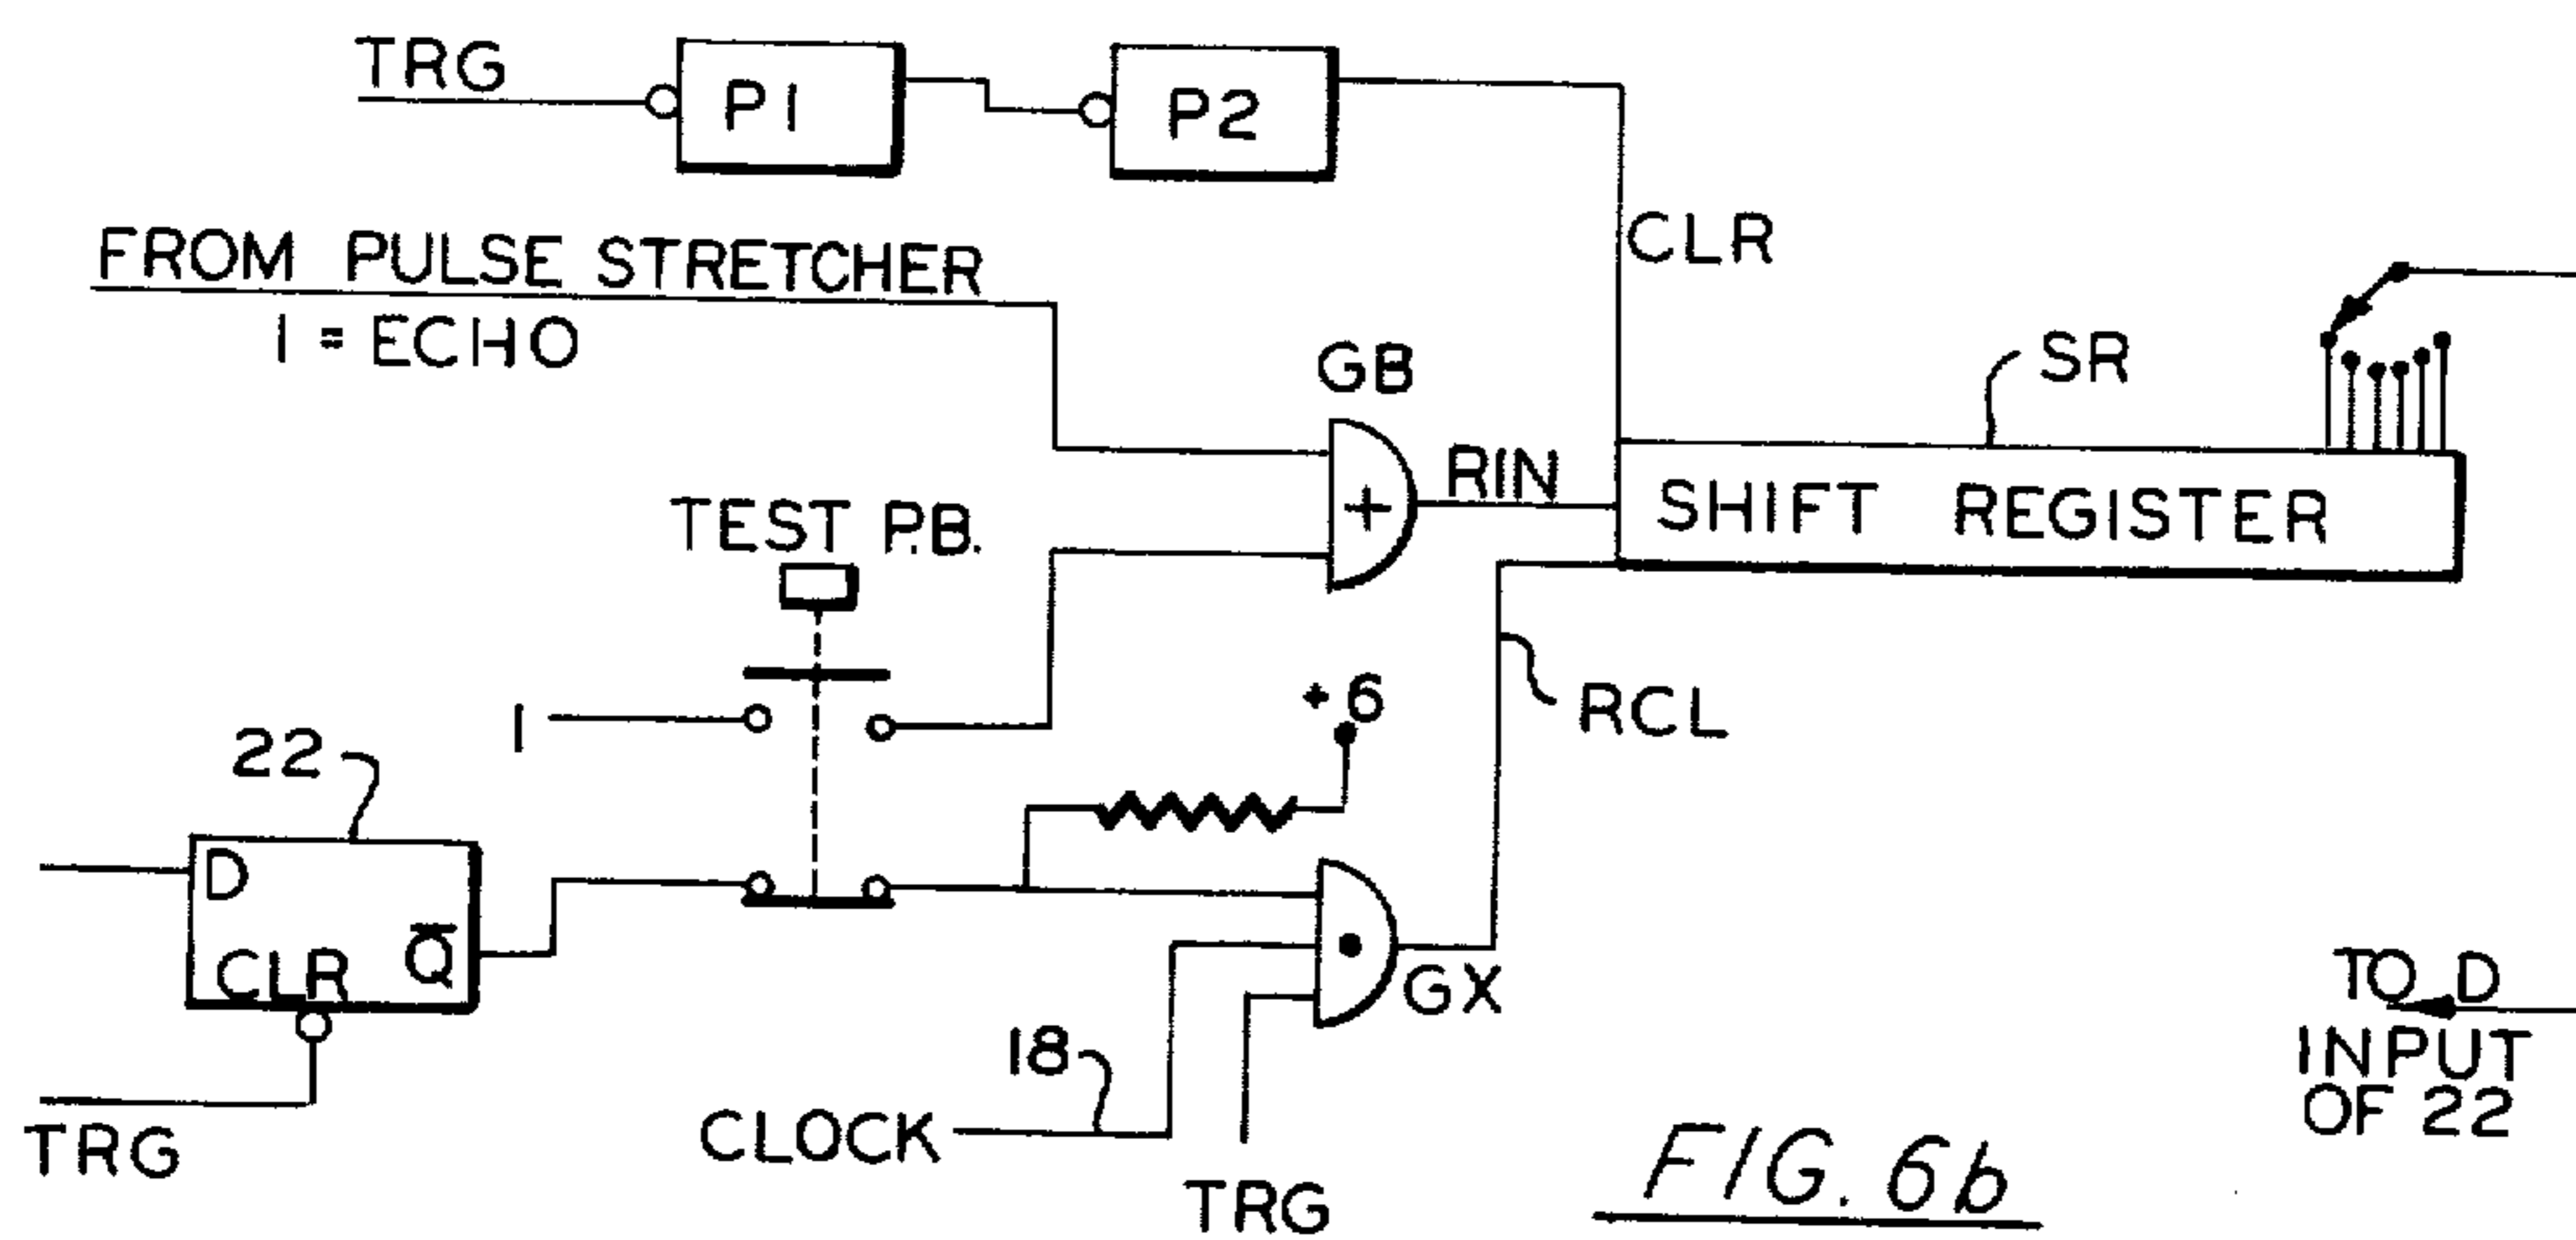 TRG
P1
P2
FROM PULSE STRETCHER
1 = ECHO
CLR
GB
SR
RIN
SHIFT REGISTER
TEST P.B.
+6
RCL
1
22
D
CLR
Q̅
GX
18
CLOCK
TRG
TRG
TO D
INPUT
OF 22
FIG. 6b